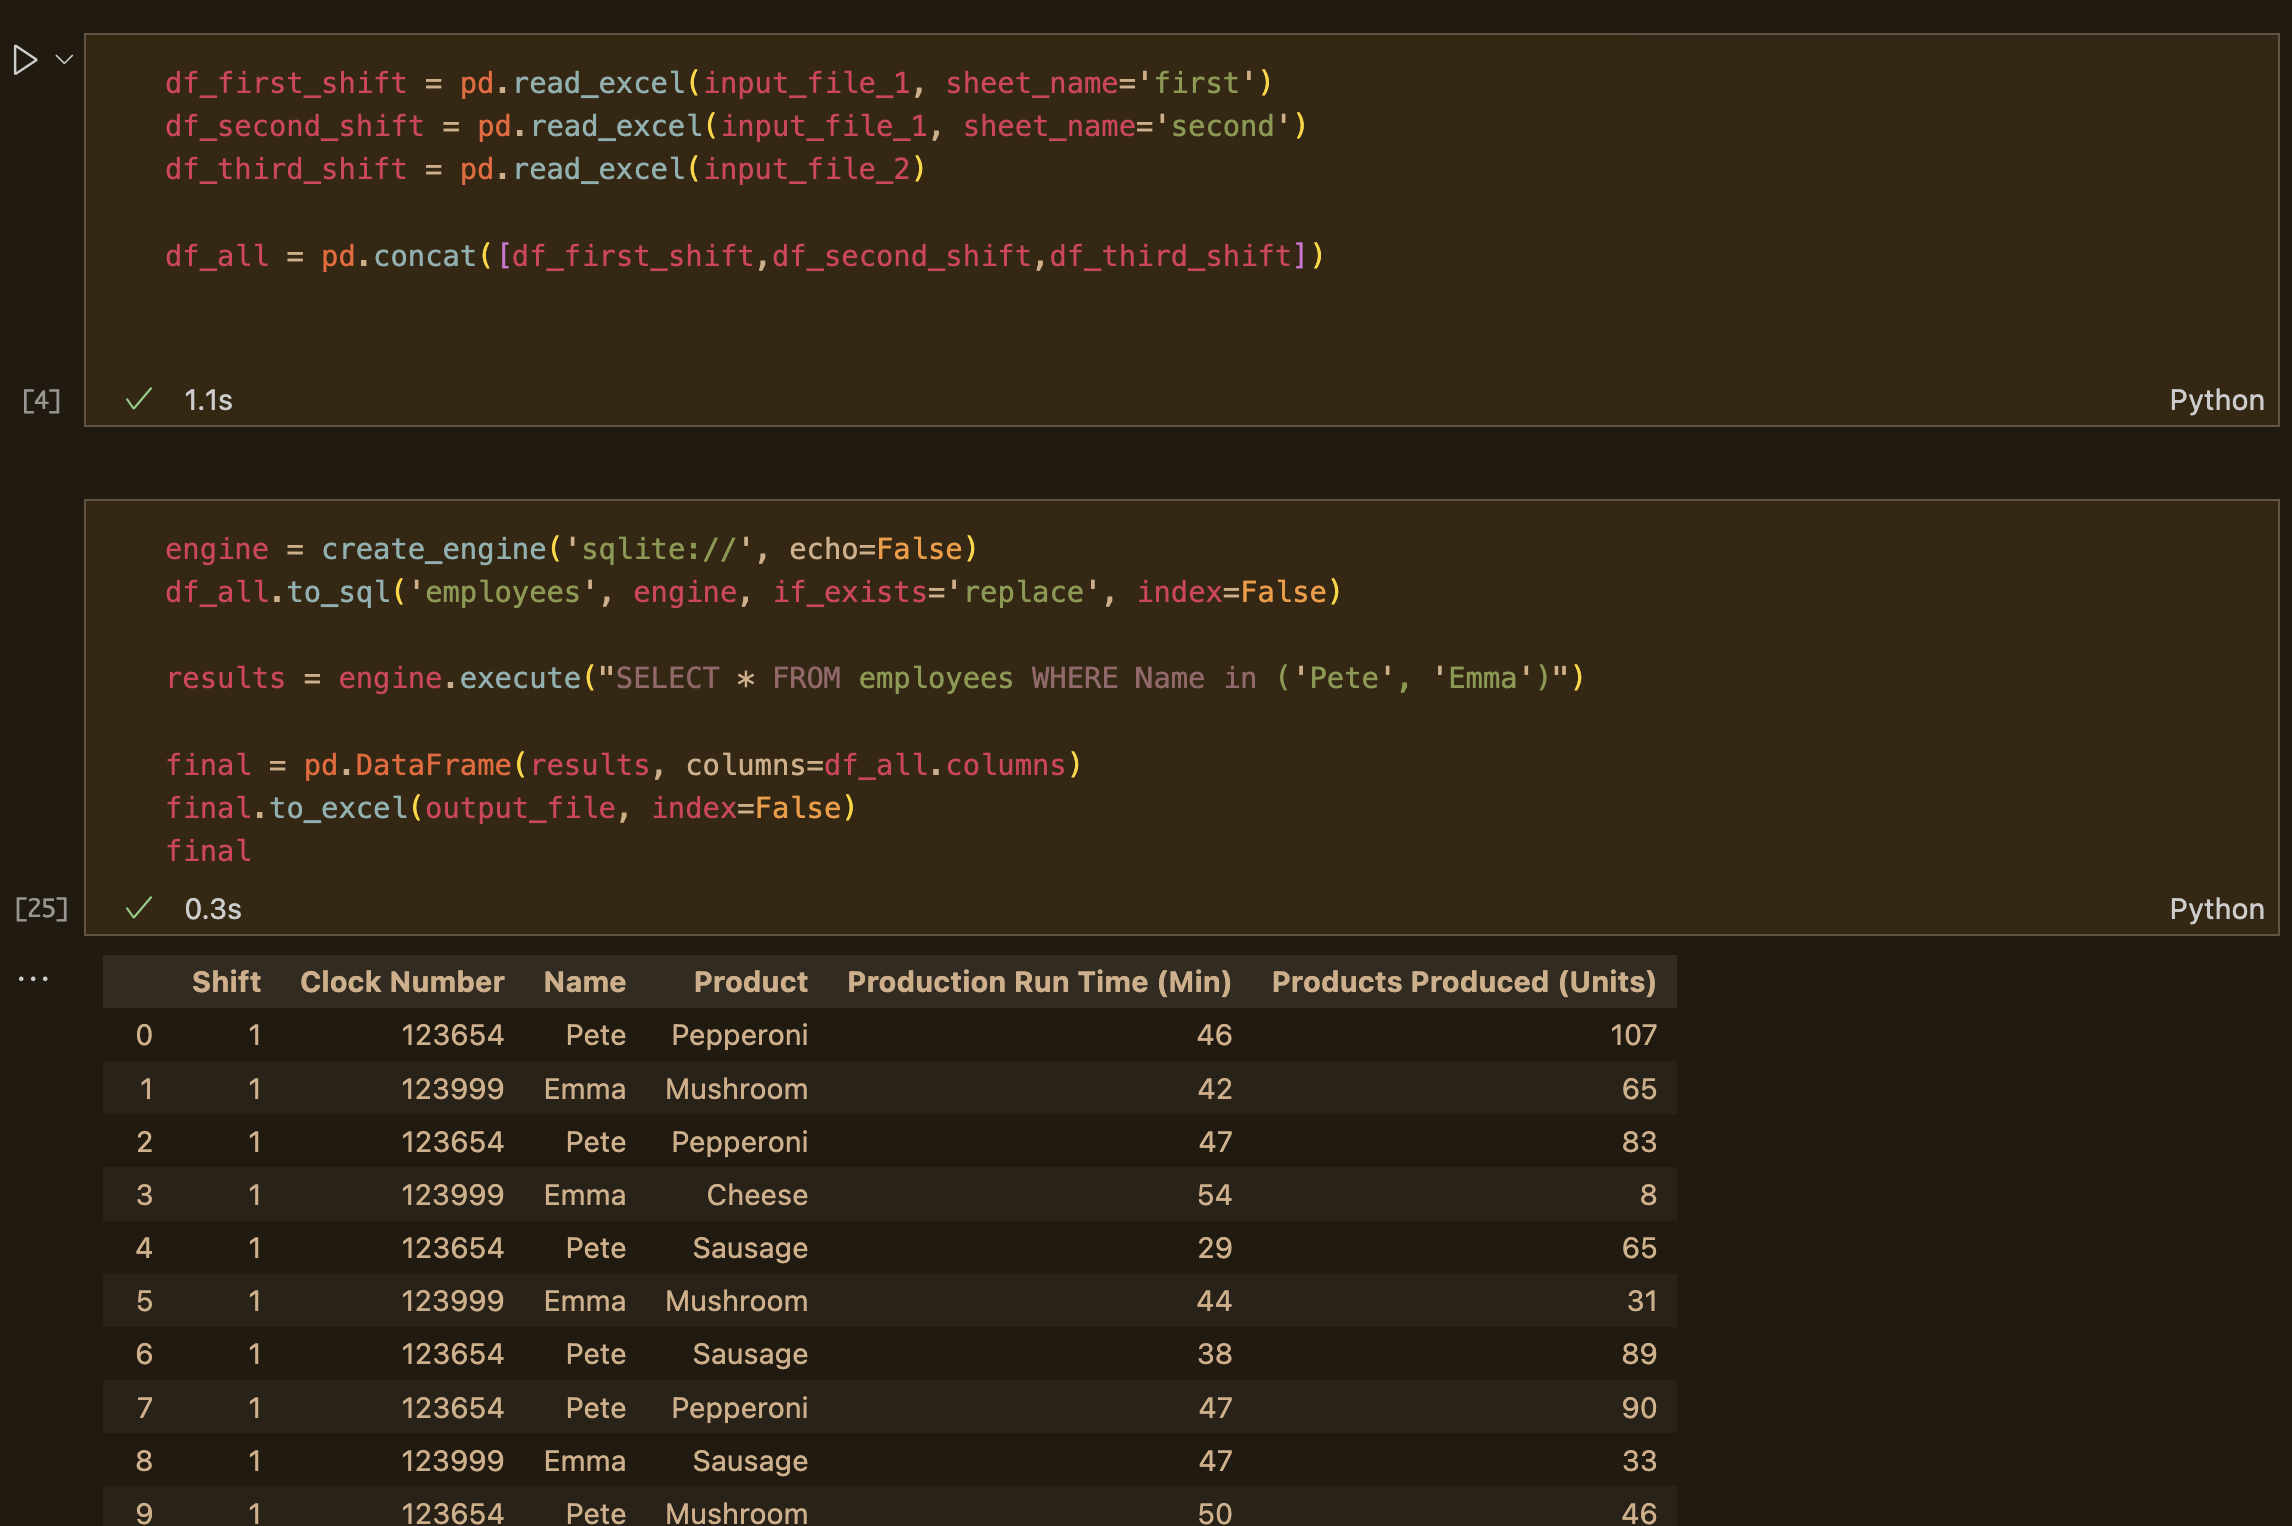 df_first_shift = pd.read_excel(input_file_1, sheet_name='first')
df_second_shift = pd.read_excel(input_file_1, sheet_name='second')
df_third_shift = pd.read_excel(input_file_2)
df_all = pd.concat([df_first_shift,df_second_shift,df_third_shift])
[4] 1.1s Python
engine = create_engine('sqlite://', echo=False)
df_all.to_sql('employees', engine, if_exists='replace', index=False)
results = engine.execute("SELECT * FROM employees WHERE Name in ('Pete', 'Emma')")
final = pd.DataFrame(results, columns=df_all.columns)
final.to_excel(output_file, index=False)
final
[25] 0.3s Python
Shift Clock Number Name Product Production Run Time (Min) Products Produced (Units)
0 1 123654 Pete Pepperoni 46 107
1 1 123999 Emma Mushroom 42 65
2 1 123654 Pete Pepperoni 47 83
3 1 123999 Emma Cheese 54 8
4 1 123654 Pete Sausage 29 65
5 1 123999 Emma Mushroom 44 31
6 1 123654 Pete Sausage 38 89
7 1 123654 Pete Pepperoni 47 90
8 1 123999 Emma Sausage 47 33
9 1 123654 Pete Mushroom 50 46